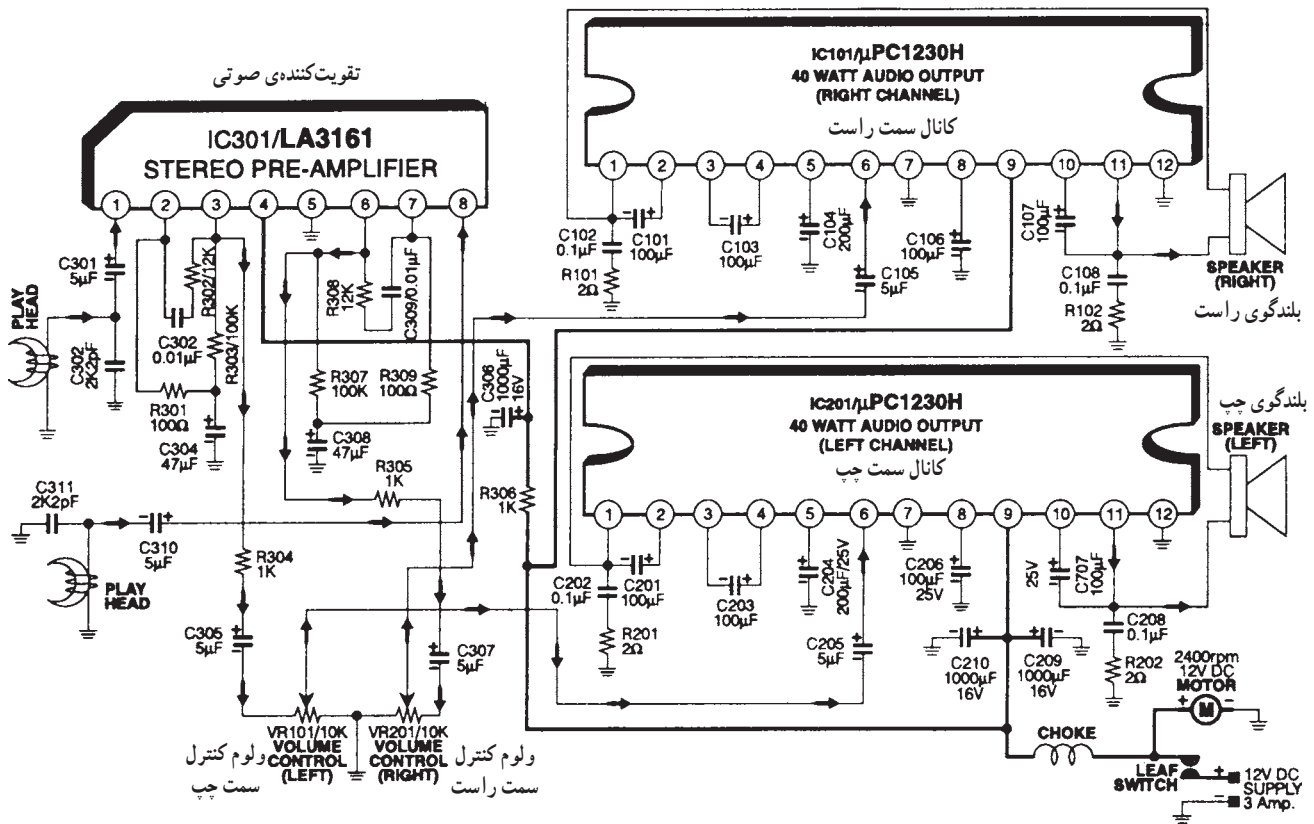 تقویت‌کننده‌ی صوتی
IC301/LA3161
STEREO PRE-AMPLIFIER
1 2 3 4 5 6 7 8
C301
5µF
PLAY
HEAD
C302
2K2pF
C302
0.01µF
R302/12K
R303/100K
R301
100Ω
C304
47µF
R308
12K
C309/0.01µF
R307
100K
R309
100Ω
C308
47µF
C306
1000µF
16V
R305
1K
R306
1K
C311
2K2pF
C310
5µF
PLAY
HEAD
R304
1K
C305
5µF
C307
5µF
VR101/10K
VOLUME
CONTROL
(LEFT)
VR201/10K
VOLUME
CONTROL
(RIGHT)
ولوم کنترل
سمت چپ
ولوم کنترل
سمت راست
IC101/µPC1230H
40 WATT AUDIO OUTPUT
(RIGHT CHANNEL)
کانال سمت راست
1 2 3 4 5 6 7 8 9 10 11 12
C102
0.1µF
C101
100µF
R101
2Ω
C103
100µF
C104
200µF
C105
5µF
C106
100µF
C107
100µF
C108
0.1µF
R102
2Ω
SPEAKER
(RIGHT)
بلندگوی راست
IC201/µPC1230H
40 WATT AUDIO OUTPUT
(LEFT CHANNEL)
کانال سمت چپ
بلندگوی چپ
SPEAKER
(LEFT)
1 2 3 4 5 6 7 8 9 10 11 12
C202
0.1µF
C201
100µF
R201
2Ω
C203
100µF
C204
200µF/25V
C205
5µF
C206
100µF
25V
25V
C707
100µF
C208
0.1µF
R202
2Ω
C210
1000µF
16V
C209
1000µF
16V
2400rpm
12V DC
MOTOR
M
CHOKE
LEAF
SWITCH
12V DC
SUPPLY
3 Amp.